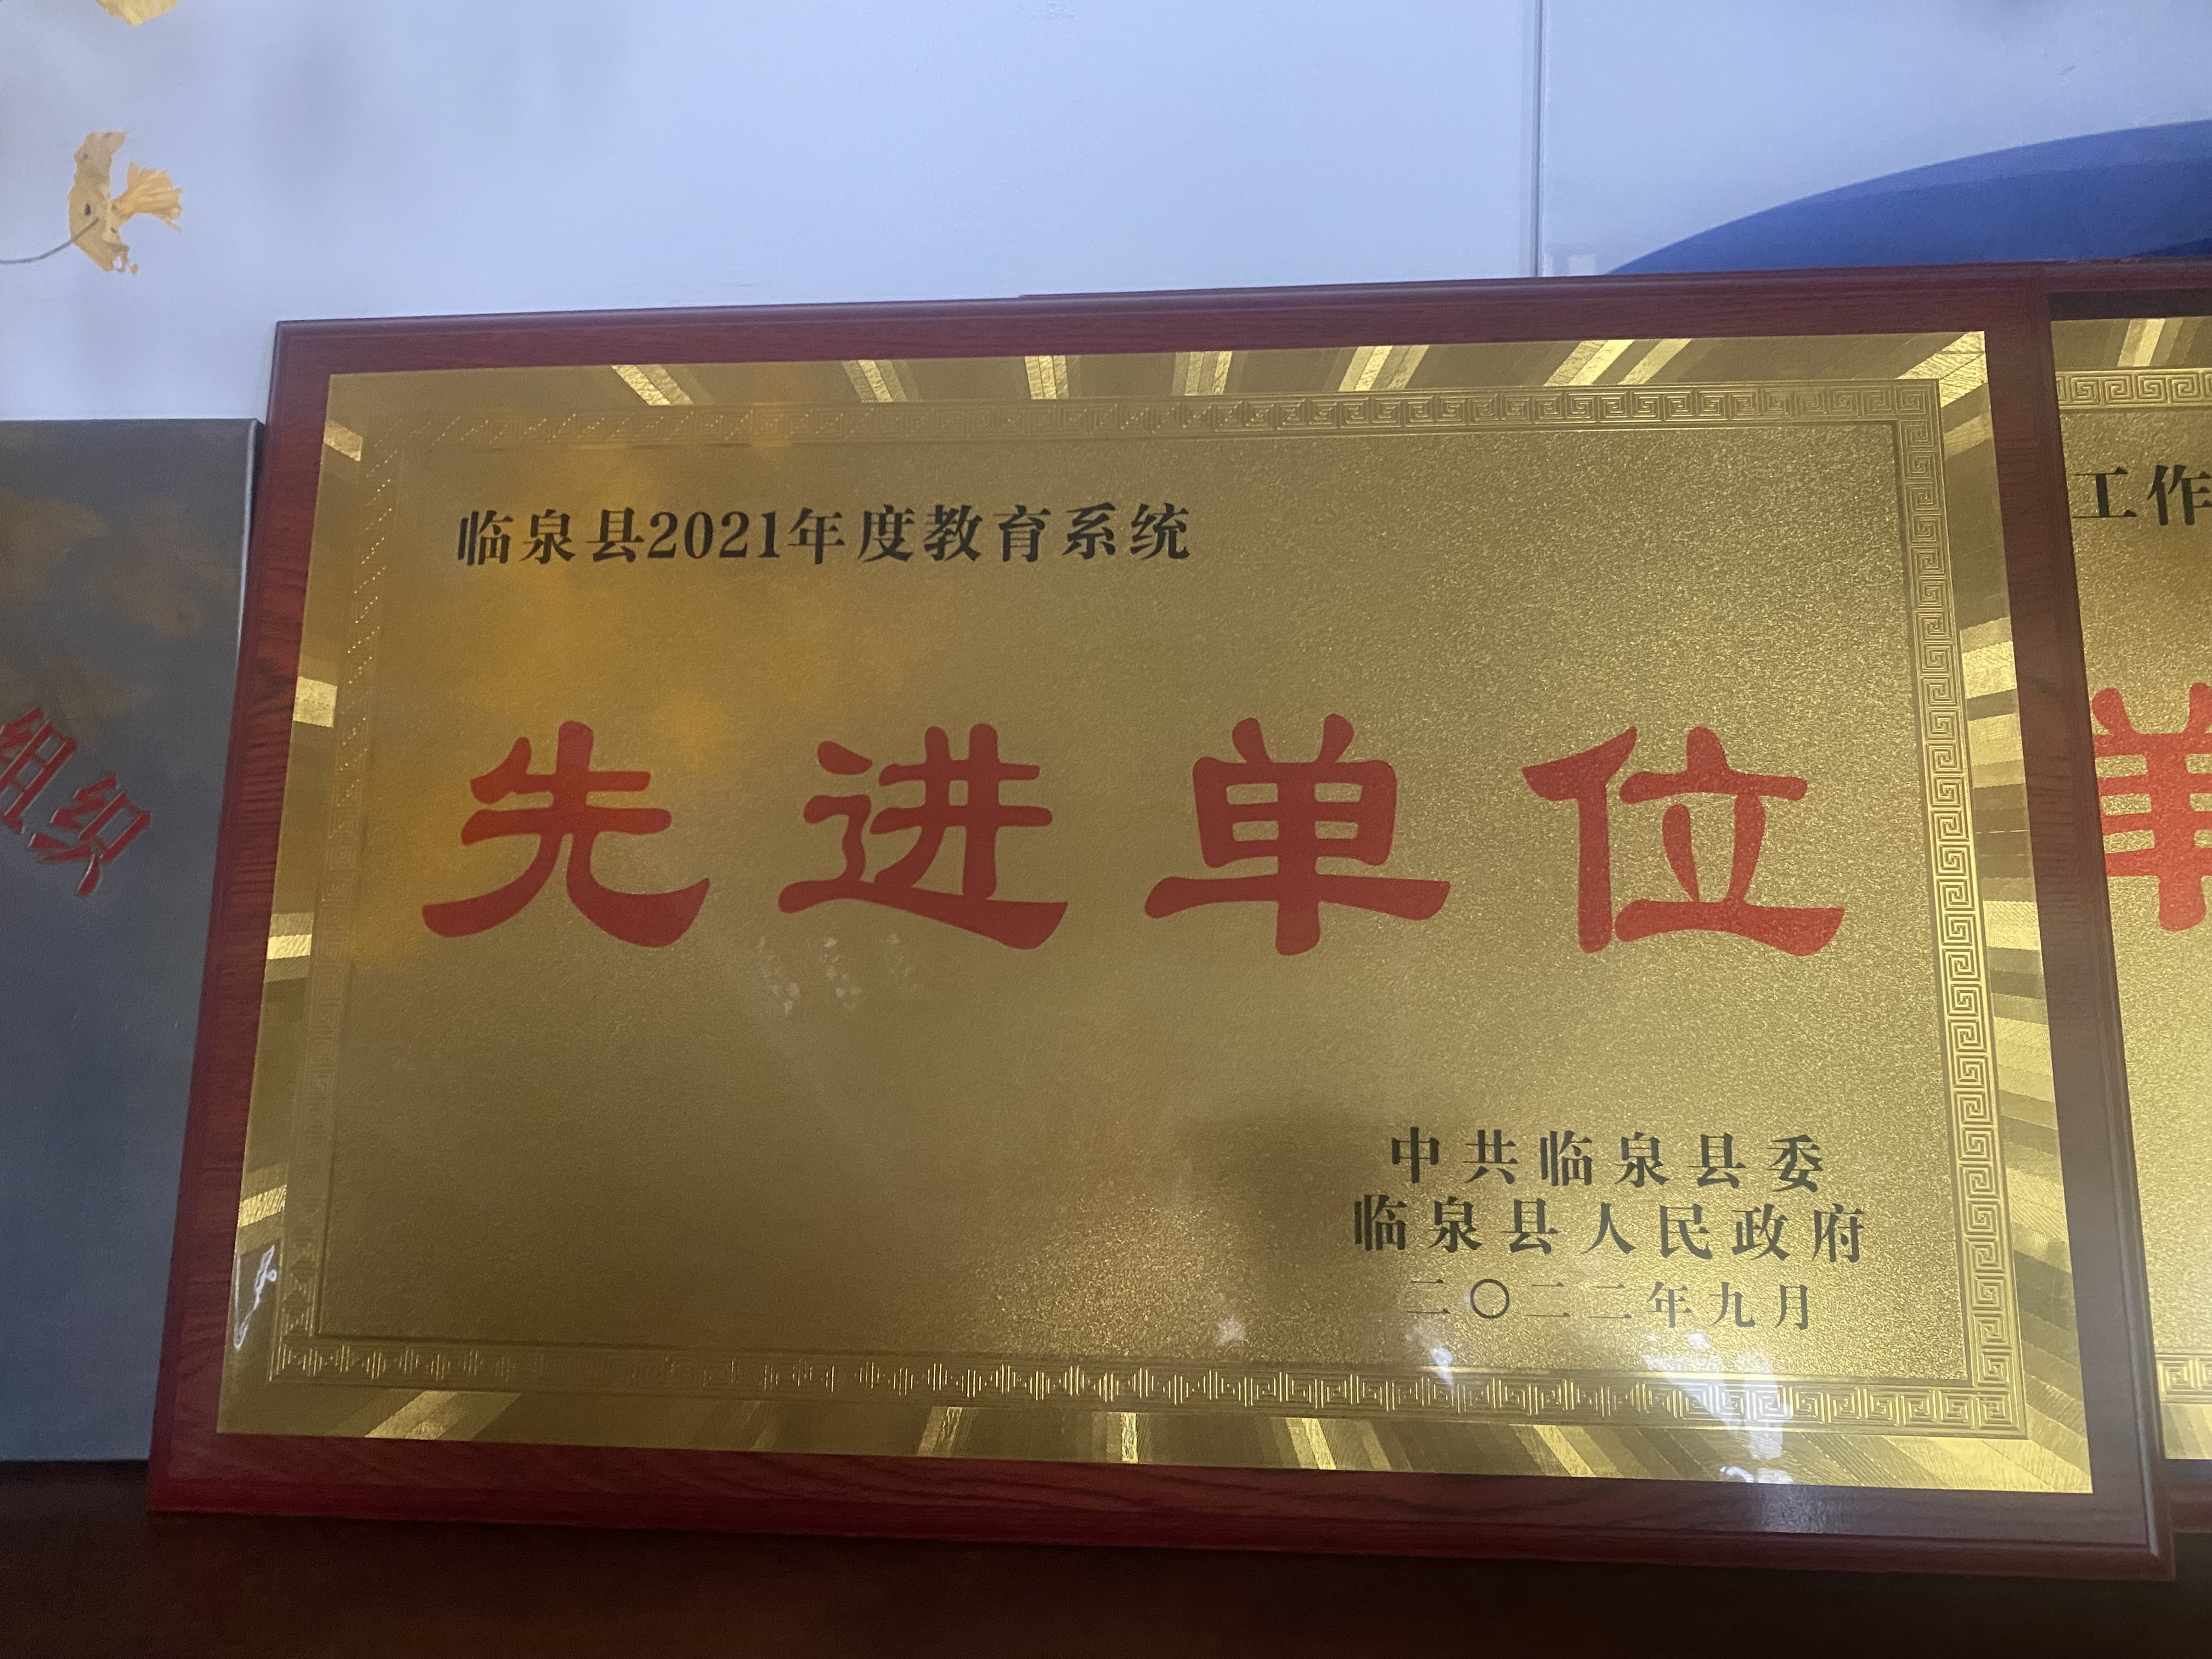 临泉县2021年度教育系统
先进单位
中共临泉县委
临泉县人民政府
二〇二二年九月
组织
工作